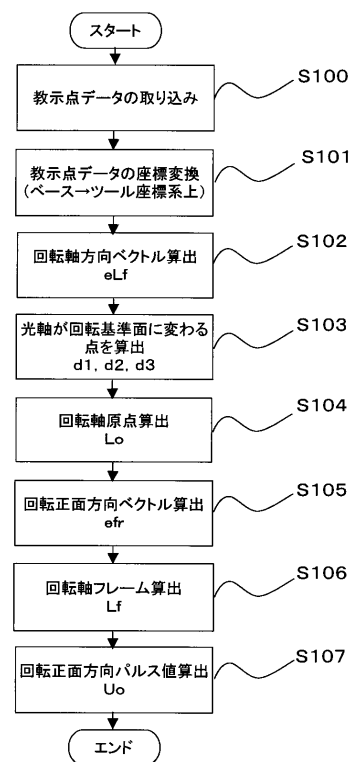 スタート
教示点データの取り込み
S100
教示点データの座標変換
(ベース→ツール座標系上)
S101
回転軸方向ベクトル算出
eLf
S102
光軸が回転基準面に変わる
点を算出
d1, d2, d3
S103
回転軸原点算出
Lo
S104
回転正面方向ベクトル算出
efr
S105
回転軸フレーム算出
Lf
S106
回転正面方向パルス値算出
Uo
S107
エンド